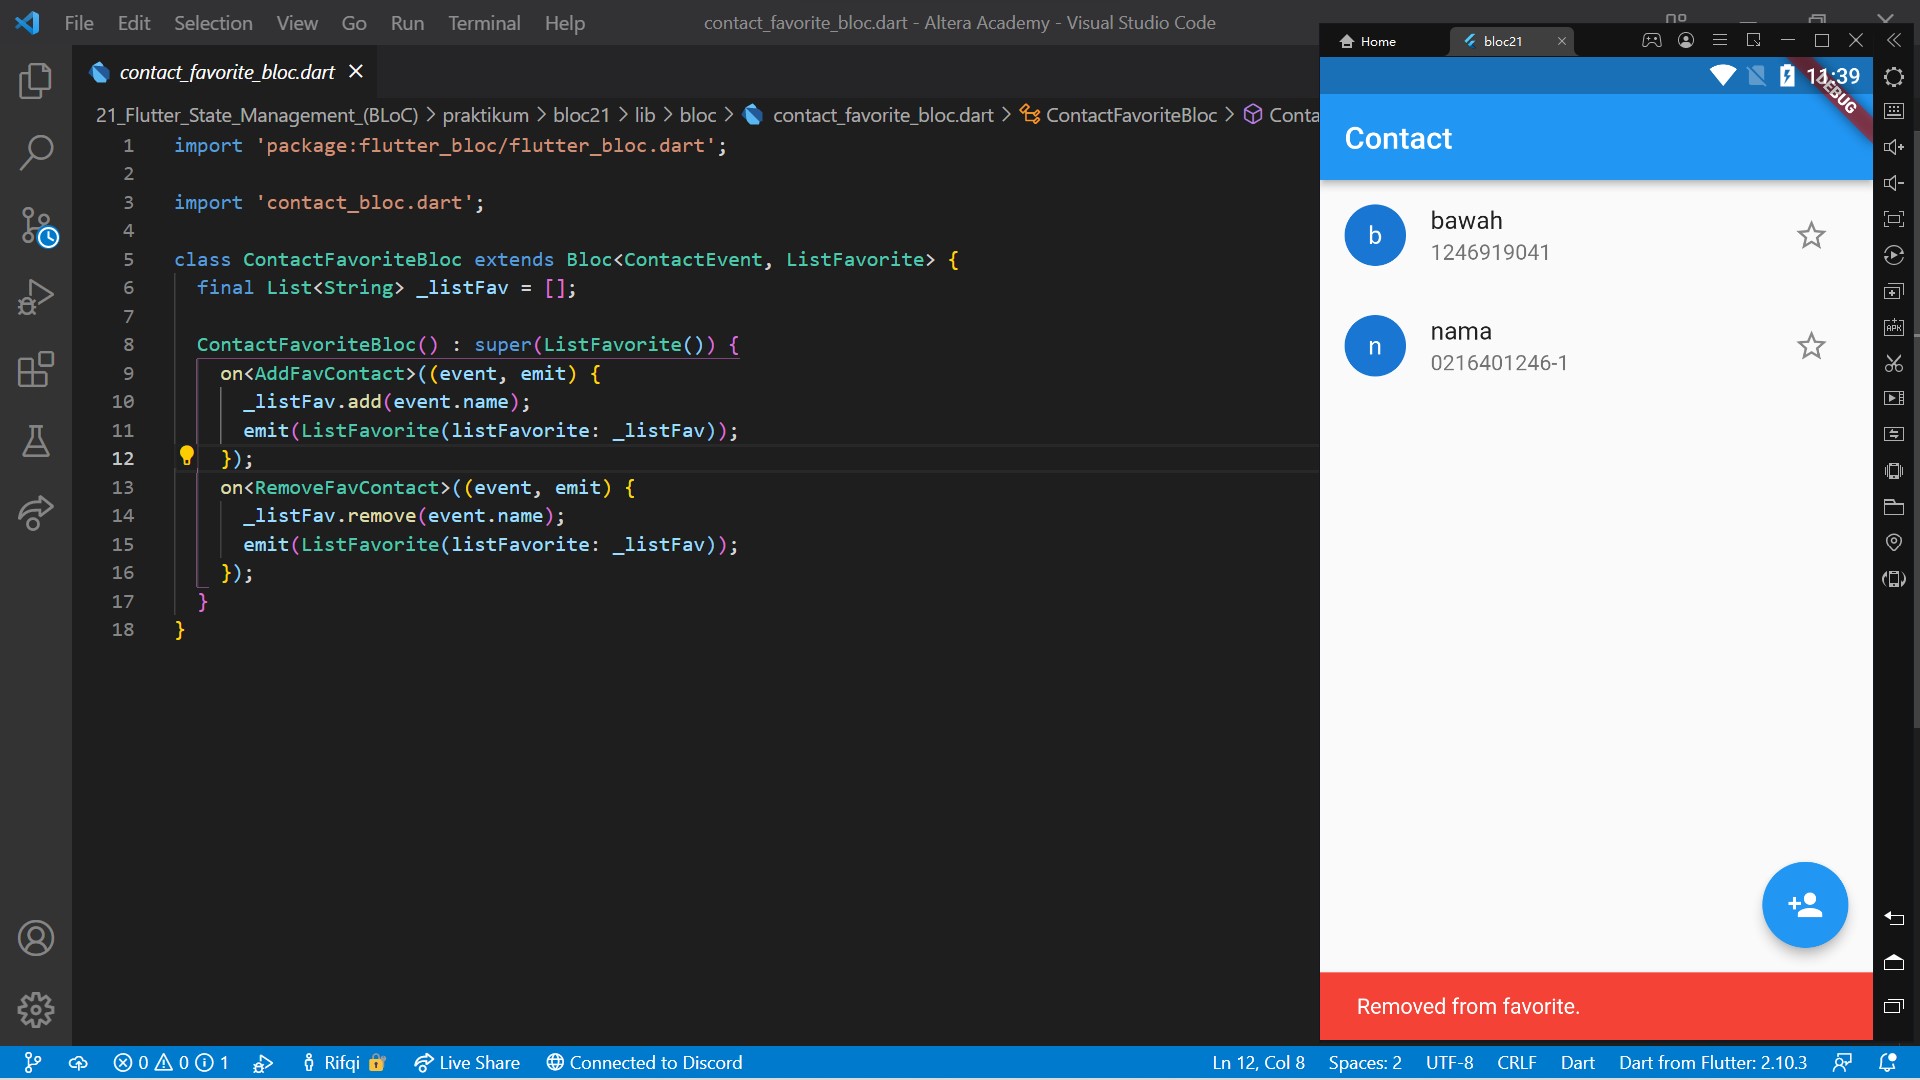 File Edit Selection View Go Run Terminal Help
contact_favorite_bloc.dart - Altera Academy - Visual Studio Code
contact_favorite_bloc.dart
21_Flutter_State_Management_(BLoC) > praktikum > bloc21 > lib > bloc > contact_favorite_bloc.dart > ContactFavoriteBloc > Conta
1 import 'package:flutter_bloc/flutter_bloc.dart';
2
3 import 'contact_bloc.dart';
4
5 class ContactFavoriteBloc extends Bloc<ContactEvent, ListFavorite> {
6   final List<String> _listFav = [];
7
8   ContactFavoriteBloc() : super(ListFavorite()) {
9     on<AddFavContact>((event, emit) {
10       _listFav.add(event.name);
11       emit(ListFavorite(listFavorite: _listFav));
12     });
13     on<RemoveFavContact>((event, emit) {
14       _listFav.remove(event.name);
15       emit(ListFavorite(listFavorite: _listFav));
16     });
17   }
18 }
Home
bloc21
11:39
DEBUG
Contact
b
bawah
1246919041
n
nama
0216401246-1
APK
Removed from favorite.
0 0 1 Rifqi Live Share Connected to Discord
Ln 12, Col 8 Spaces: 2 UTF-8 CRLF Dart Dart from Flutter: 2.10.3